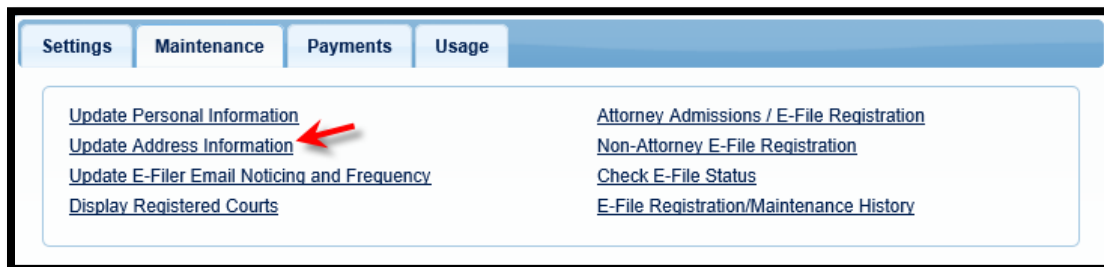 Settings Maintenance Payments Usage
Update Personal Information
Update Address Information
Update E-Filer Email Noticing and Frequency
Display Registered Courts
Attorney Admissions / E-File Registration
Non-Attorney E-File Registration
Check E-File Status
E-File Registration/Maintenance History